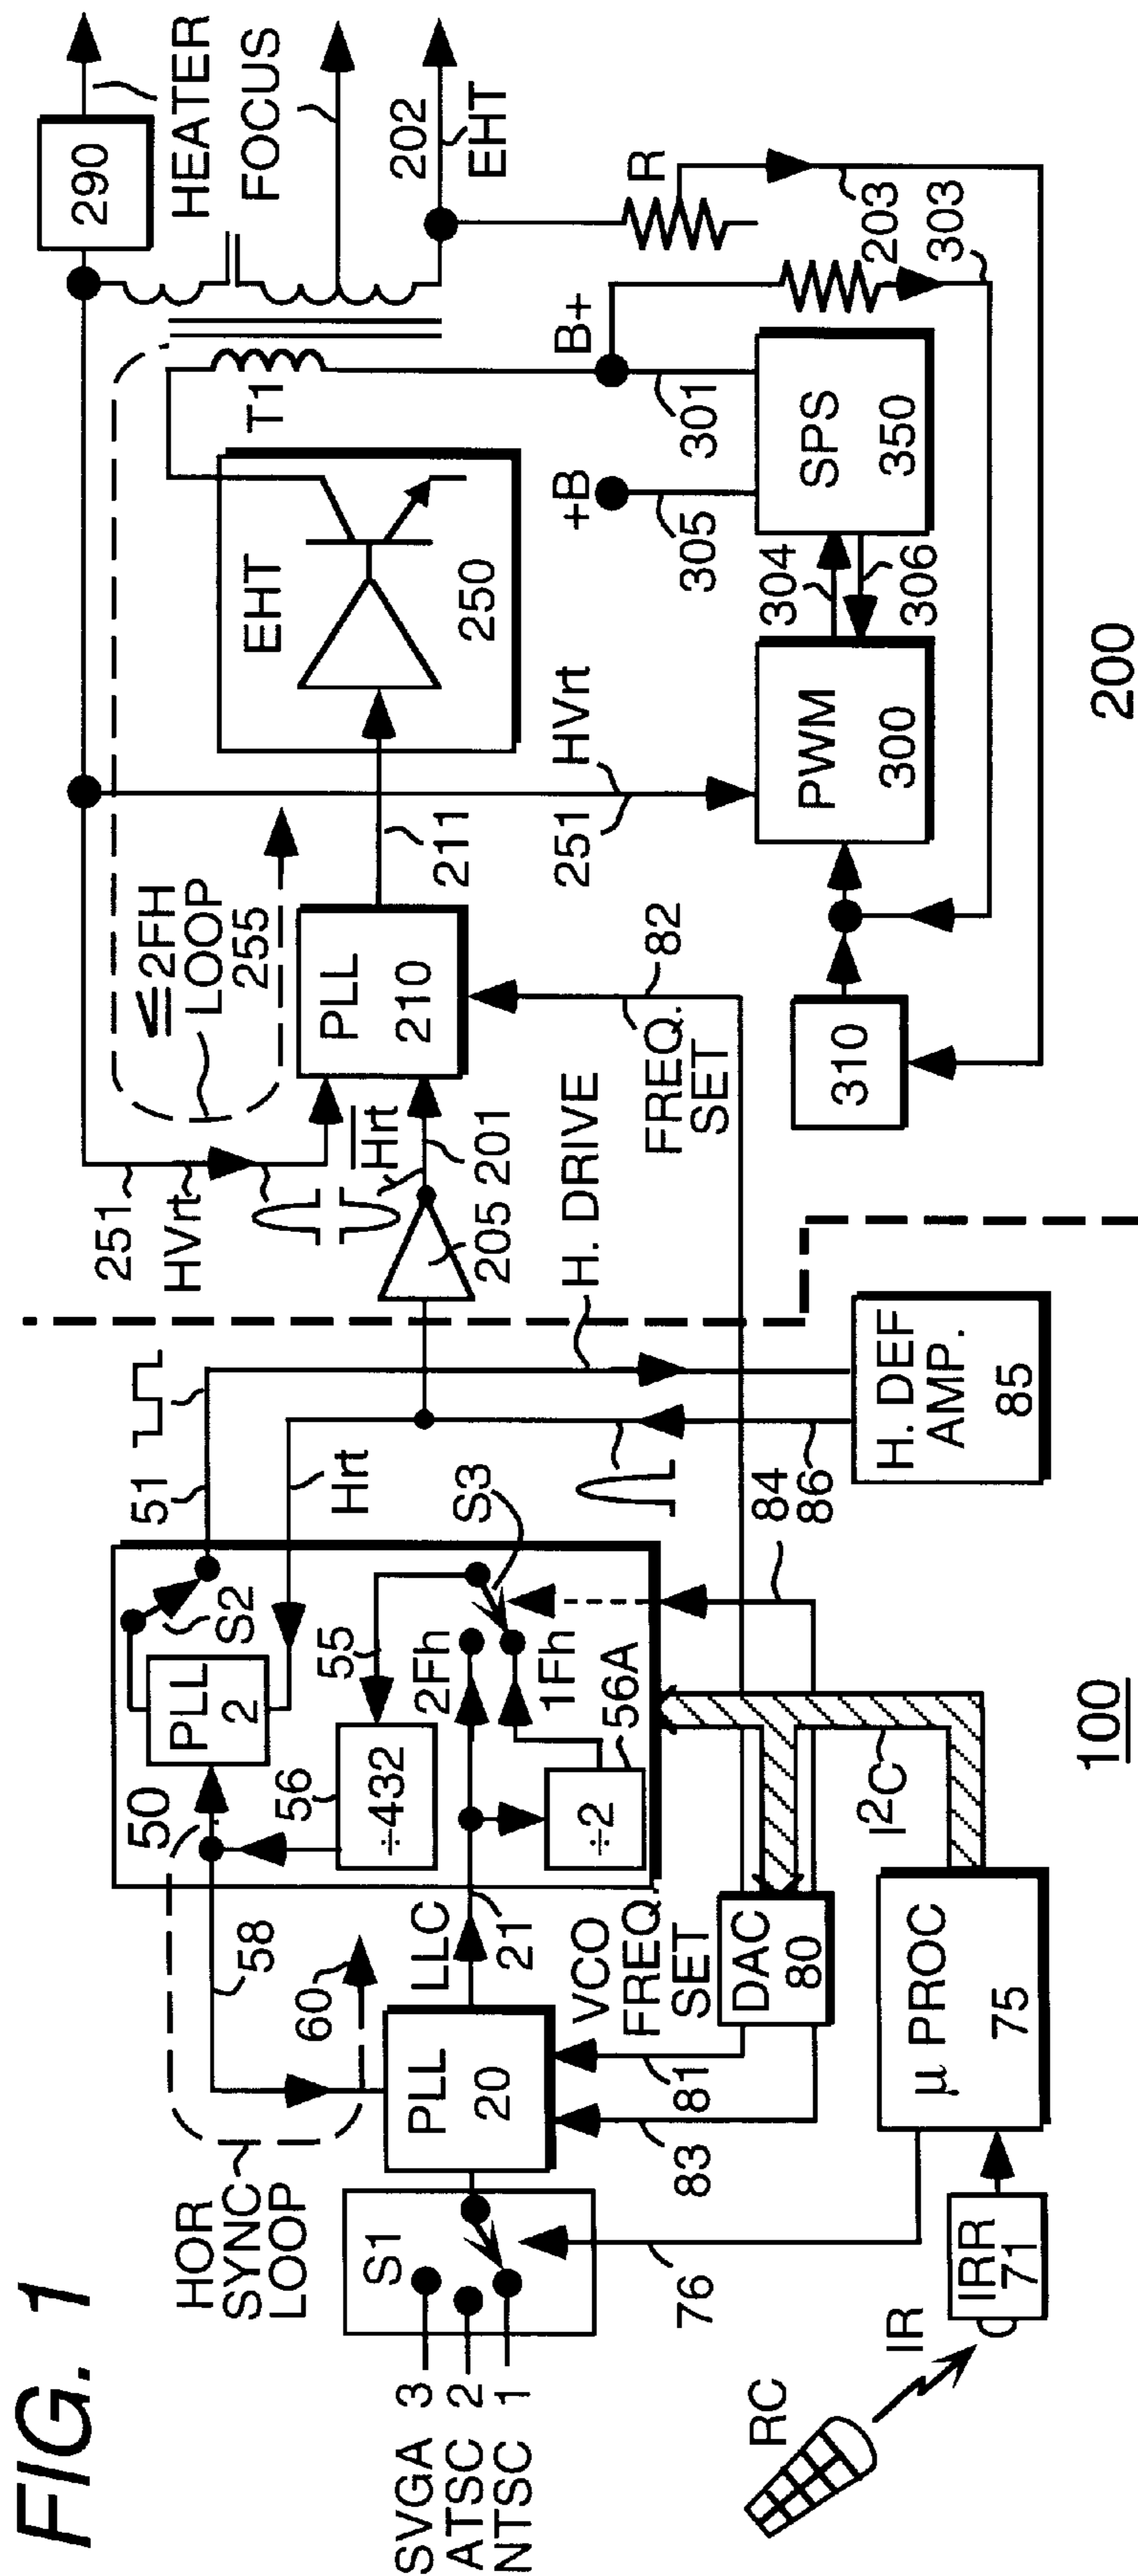 FIG. 1
HOR
SYNC
LOOP
58
60
50
PLL
2
S2
51
Hrt
56
÷432
55
2Fh
1Fh
S3
56A
÷2
LLC
21
PLL
20
S1
SVGA 3
ATSC 2
NTSC 1
76
83
81
VCO
FREQ.
SET
DAC
80
84
86
H. DEF
AMP.
85
H. DRIVE
I2C
μ PROC
75
IRR
71
IR
RC
100
251
HVrt
≤2FH
LOOP
255
Hrt
201
205
PLL
210
211
FREQ.
SET
82
EHT
250
T1
290
HEATER
FOCUS
202
EHT
R
B+
+B
301
305
251
HVrt
PWM
300
304
306
SPS
350
203
303
310
200